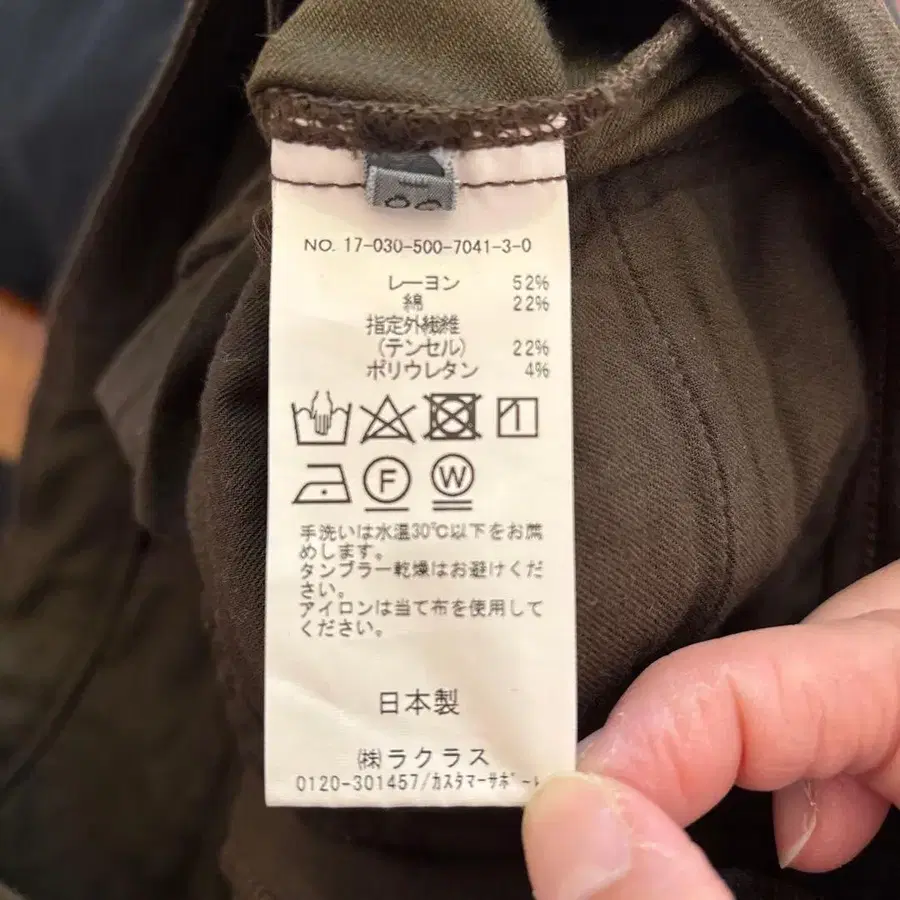 NO. 17-030-500-7041-3-0
レーヨン 52%
綿 22%
指定外繊維
(テンセル) 22%
ポリウレタン 4%
F W
手洗いは水温30℃以下をお薦
めします。
タンブラー乾燥はお避けくだ
さい。
アイロンは当て布を使用して
ください。
日本製
㈱ラクラス
0120-301457/ｶｽﾀﾏｰｻﾎﾟｰ